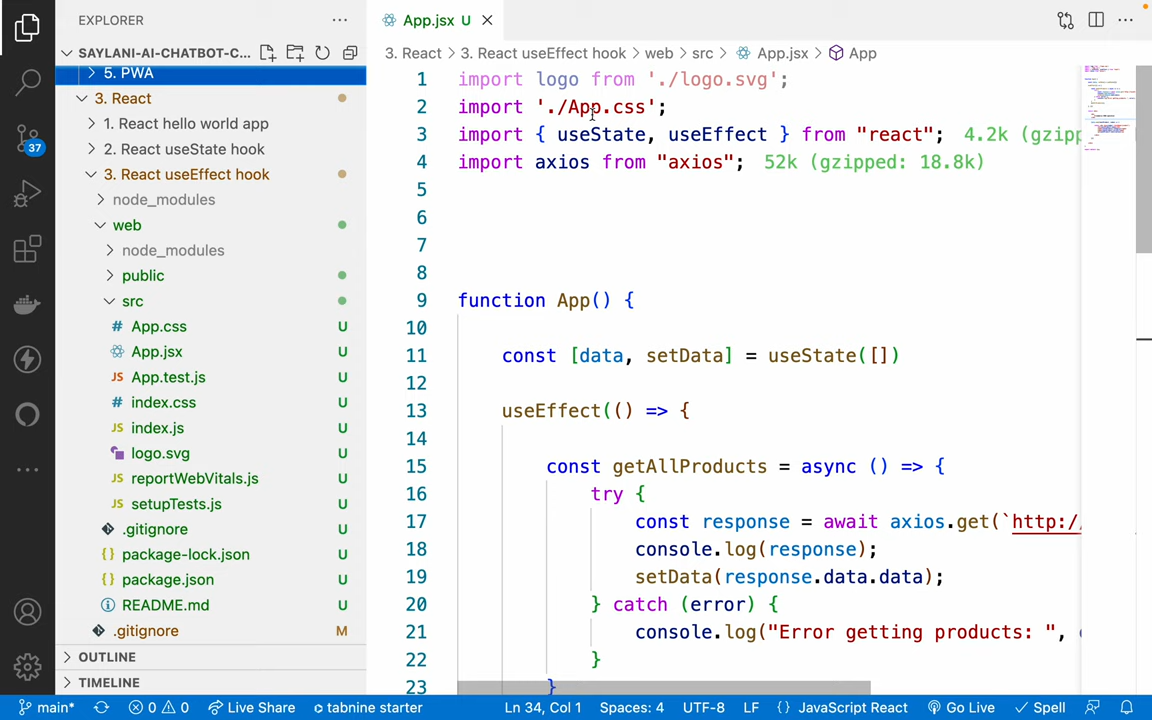 EXPLORER
SAYLANI-AI-CHATBOT-C...
5. PWA
3. React
1. React hello world app
2. React useState hook
3. React useEffect hook
node_modules
web
node_modules
public
src
# App.css U
App.jsx U
JS App.test.js U
# index.css U
JS index.js U
logo.svg U
JS reportWebVitals.js U
JS setupTests.js U
.gitignore U
{} package-lock.json U
{} package.json U
README.md U
.gitignore M
OUTLINE
TIMELINE
37
App.jsx U
3. React > 3. React useEffect hook > web > src > App.jsx > App
1 import logo from './logo.svg';
2 import './App.css';
3 import { useState, useEffect } from "react"; 4.2k (gzipp
4 import axios from "axios"; 52k (gzipped: 18.8k)
5
6
7
8
9 function App() {
10
11 const [data, setData] = useState([])
12
13 useEffect(() => {
14
15 const getAllProducts = async () => {
16 try {
17 const response = await axios.get(`http:/
18 console.log(response);
19 setData(response.data.data);
20 } catch (error) {
21 console.log("Error getting products: ",
22 }
23 }
main* 0 0 Live Share tabnine starter Ln 34, Col 1 Spaces: 4 UTF-8 LF {} JavaScript React Go Live Spell